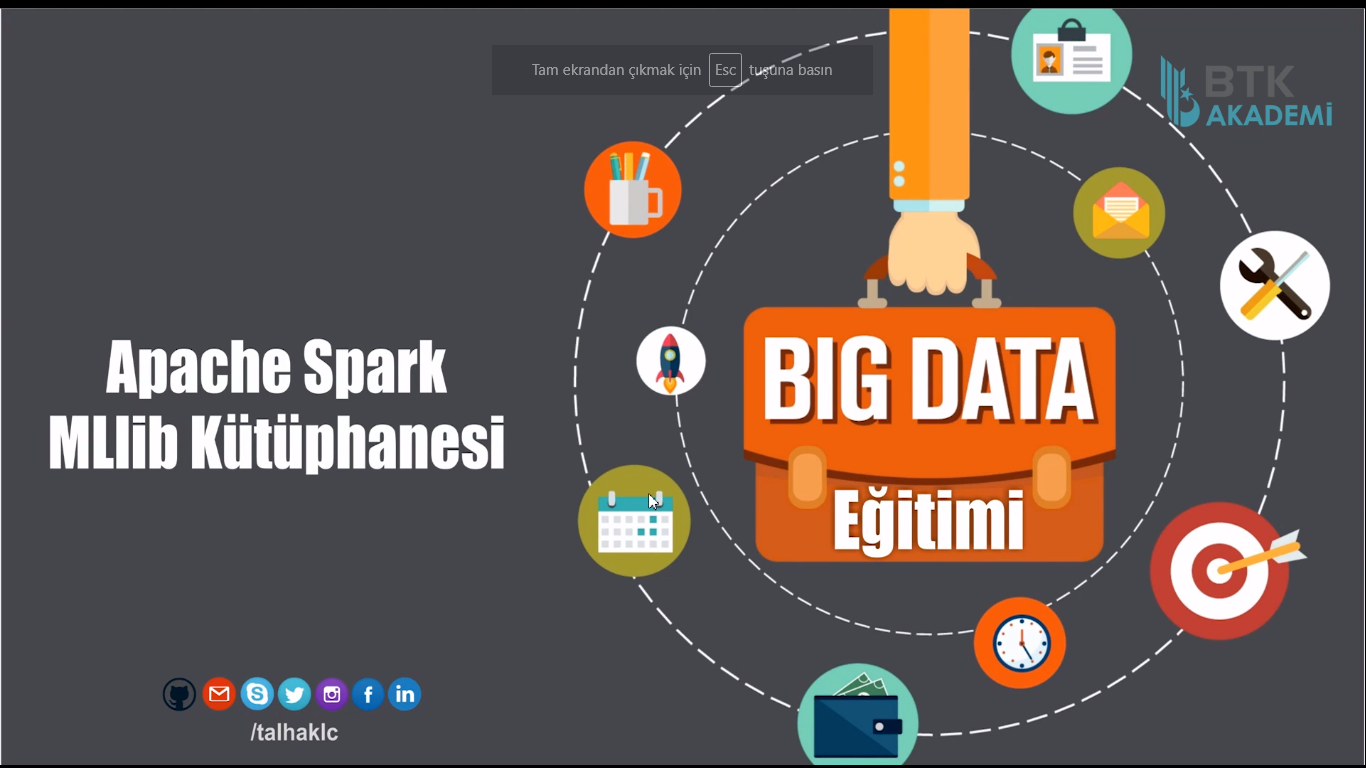 Tam ekrandan çıkmak için Esc tuşuna basın
BTK
AKADEMİ
Apache Spark
MLlib Kütüphanesi
BIG DATA
Eğitimi
/talhaklc